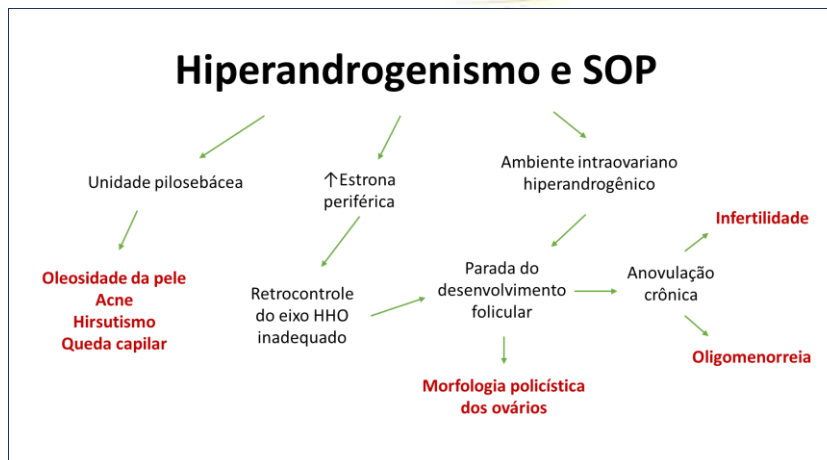 Hiperandrogenismo e SOP
Unidade pilosebácea
↑Estrona
periférica
Ambiente intraovariano
hiperandrogênico
Oleosidade da pele
Acne
Hirsutismo
Queda capilar
Retrocontrole
do eixo HHO
inadequado
Parada do
desenvolvimento
folicular
Anovulação
crônica
Infertilidade
Oligomenorreia
Morfologia policística
dos ovários